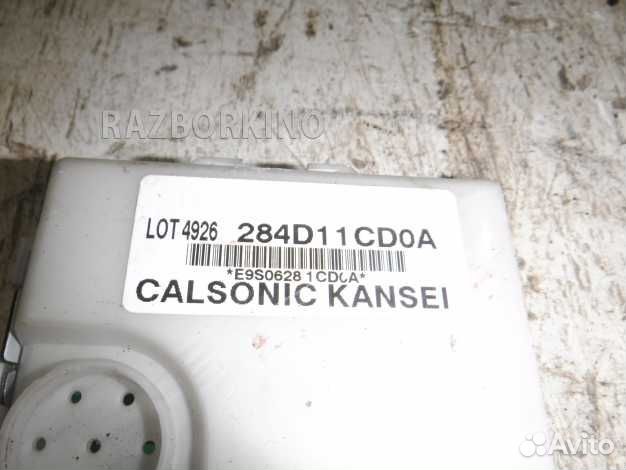 RAZBORKINO
LOT 4926 284D11CD0A
*E9S0628 1CD0A*
CALSONIC KANSEI
Avito